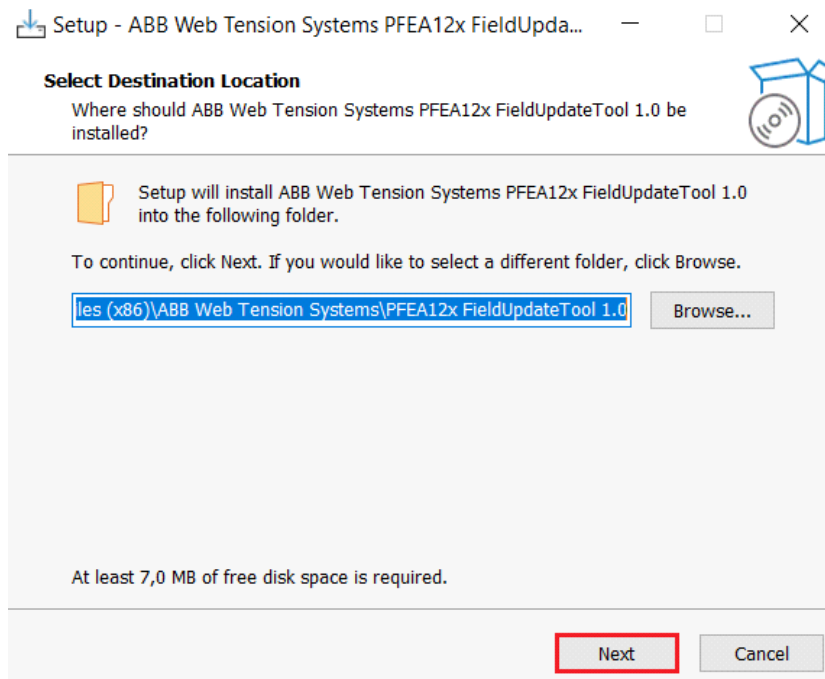 Setup - ABB Web Tension Systems PFEA12x FieldUpda...
Select Destination Location
Where should ABB Web Tension Systems PFEA12x FieldUpdateTool 1.0 be
installed?
Setup will install ABB Web Tension Systems PFEA12x FieldUpdateTool 1.0
into the following folder.
To continue, click Next. If you would like to select a different folder, click Browse.
les (x86)\ABB Web Tension Systems\PFEA12x FieldUpdateTool 1.0
Browse...
At least 7,0 MB of free disk space is required.
Next
Cancel